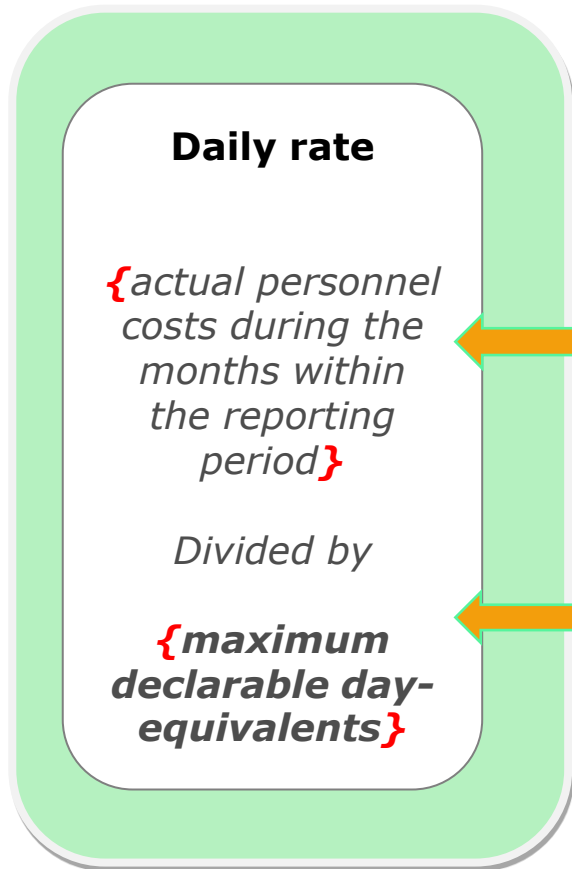 Daily rate
{actual personnel
costs during the
months within
the reporting
period}
Divided by
{maximum
declarable day-
equivalents}